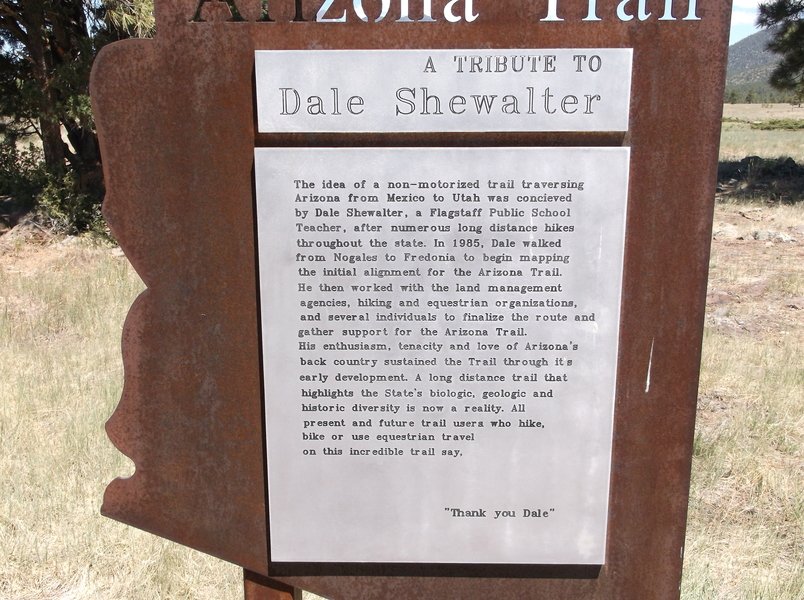 Arizona Trail
A TRIBUTE TO
Dale Shewalter
The idea of a non-motorized trail traversing
Arizona from Mexico to Utah was concieved
by Dale Shewalter, a Flagstaff Public School
Teacher, after numerous long distance hikes
throughout the state. In 1985, Dale walked
from Nogales to Fredonia to begin mapping
the initial alignment for the Arizona Trail.
He then worked with the land management
agencies, hiking and equestrian organizations,
and several individuals to finalize the route and
gather support for the Arizona Trail.
His enthusiasm, tenacity and love of Arizona's
back country sustained the Trail through its
early development. A long distance trail that
highlights the State's biologic, geologic and
historic diversity is now a reality. All
present and future trail users who hike,
bike or use equestrian travel
on this incredible trail say,
"Thank you Dale"